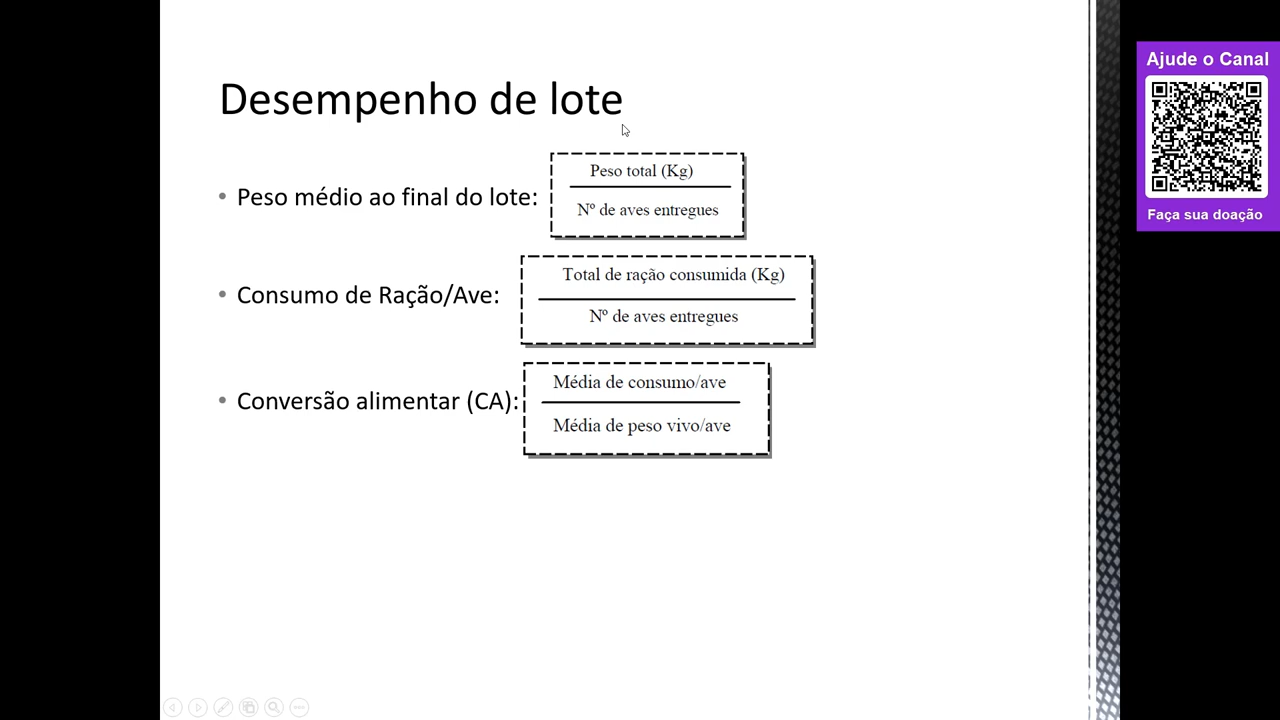 Desempenho de lote
• Peso médio ao final do lote:
Peso total (Kg)
Nº de aves entregues
• Consumo de Ração/Ave:
Total de ração consumida (Kg)
Nº de aves entregues
• Conversão alimentar (CA):
Média de consumo/ave
Média de peso vivo/ave
Ajude o Canal
Faça sua doação